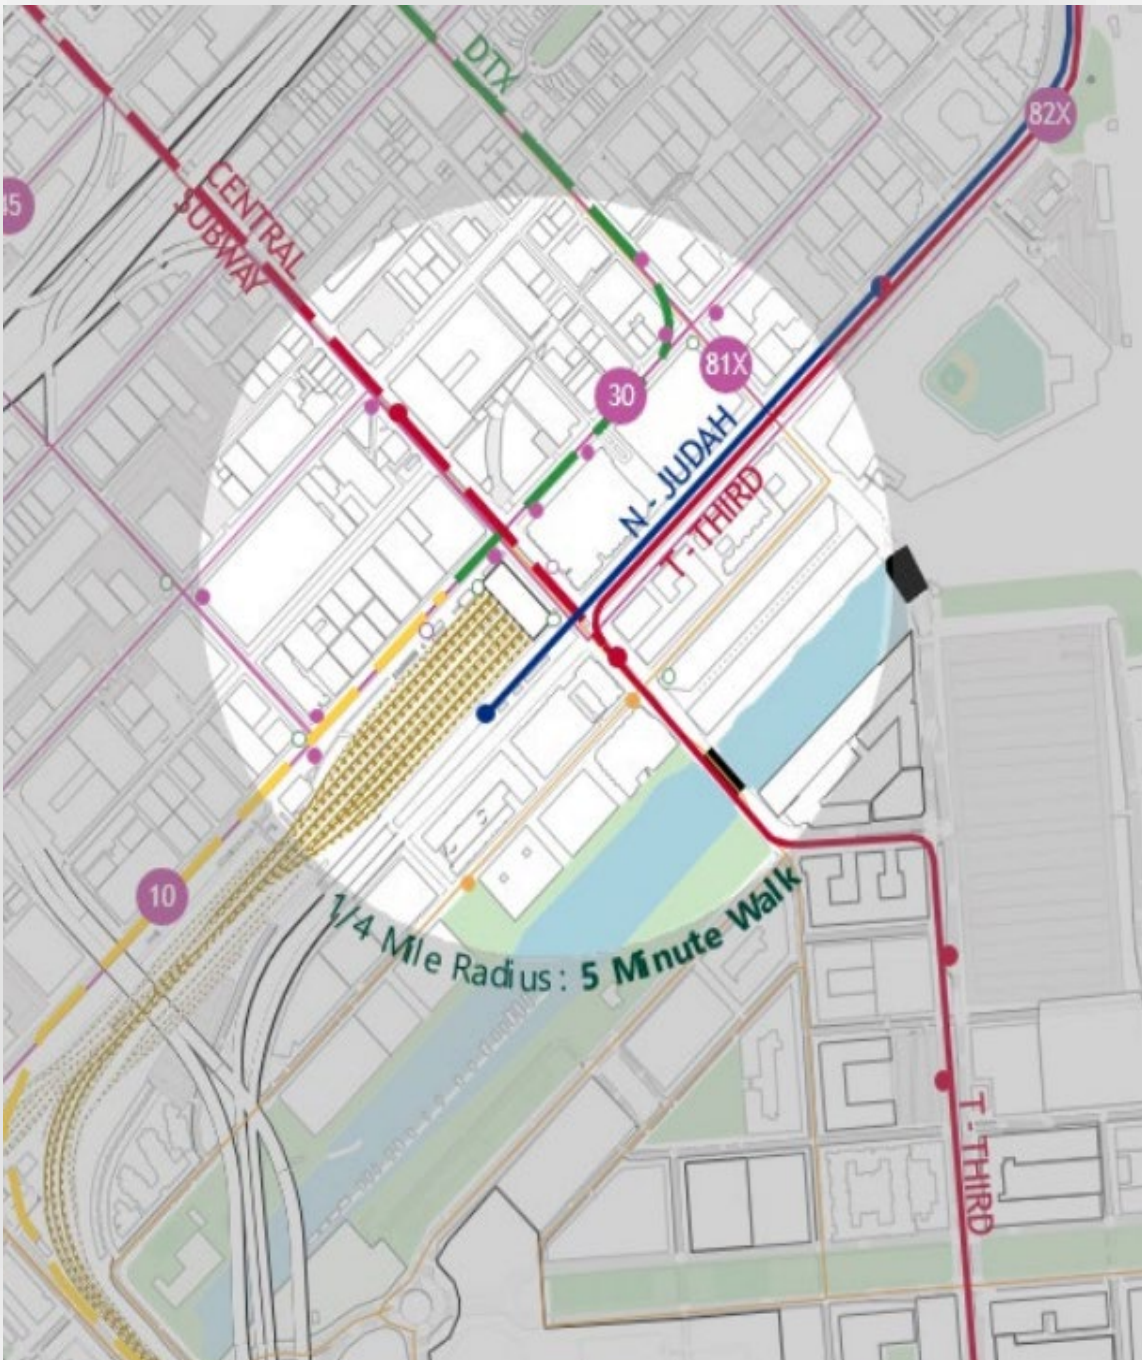 DTX
82X
CENTRAL
SUBWAY
45
81X
30
N - JUDAH
T - THIRD
10
1/4 Mile Radius: 5 Minute Walk
T - THIRD